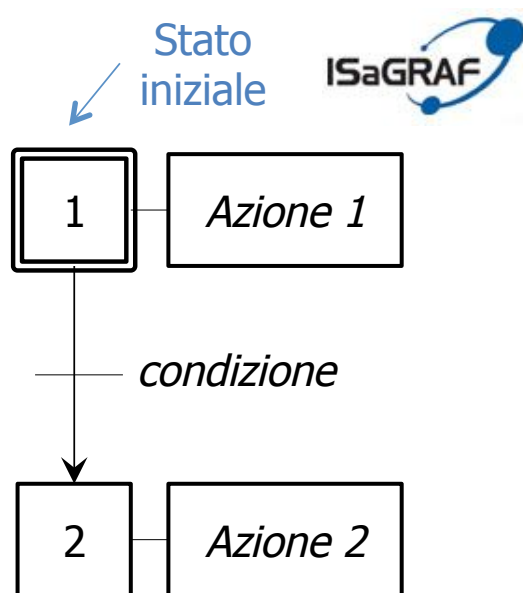 Stato
iniziale
ISaGRAF
1
Azione 1
condizione
2
Azione 2